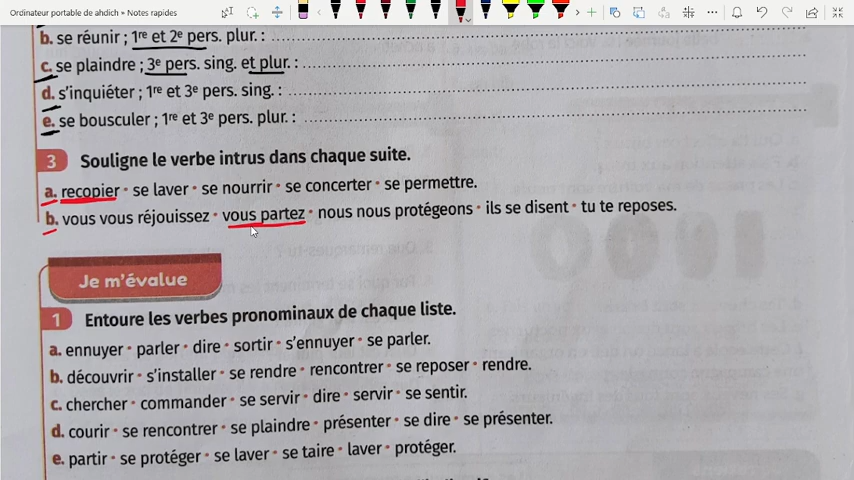 Ordinateur portable de ahdich • Notes rapides
b. se réunir ; 1re et 2e pers. plur. :
c. se plaindre ; 3e pers. sing. et plur. :
d. s'inquiéter ; 1re et 3e pers. sing. :
e. se bousculer ; 1re et 3e pers. plur. :
3 Souligne le verbe intrus dans chaque suite.
a. recopier • se laver • se nourrir • se concerter • se permettre.
b. vous vous réjouissez • vous partez • nous nous protégeons • ils se disent • tu te reposes.
Je m'évalue
1 Entoure les verbes pronominaux de chaque liste.
a. ennuyer • parler • dire • sortir • s'ennuyer • se parler.
b. découvrir • s'installer • se rendre • rencontrer • se reposer • rendre.
c. chercher • commander • se servir • dire • servir • se sentir.
d. courir • se rencontrer • se plaindre • présenter • se dire • se présenter.
e. partir • se protéger • se laver • se taire • laver • protéger.